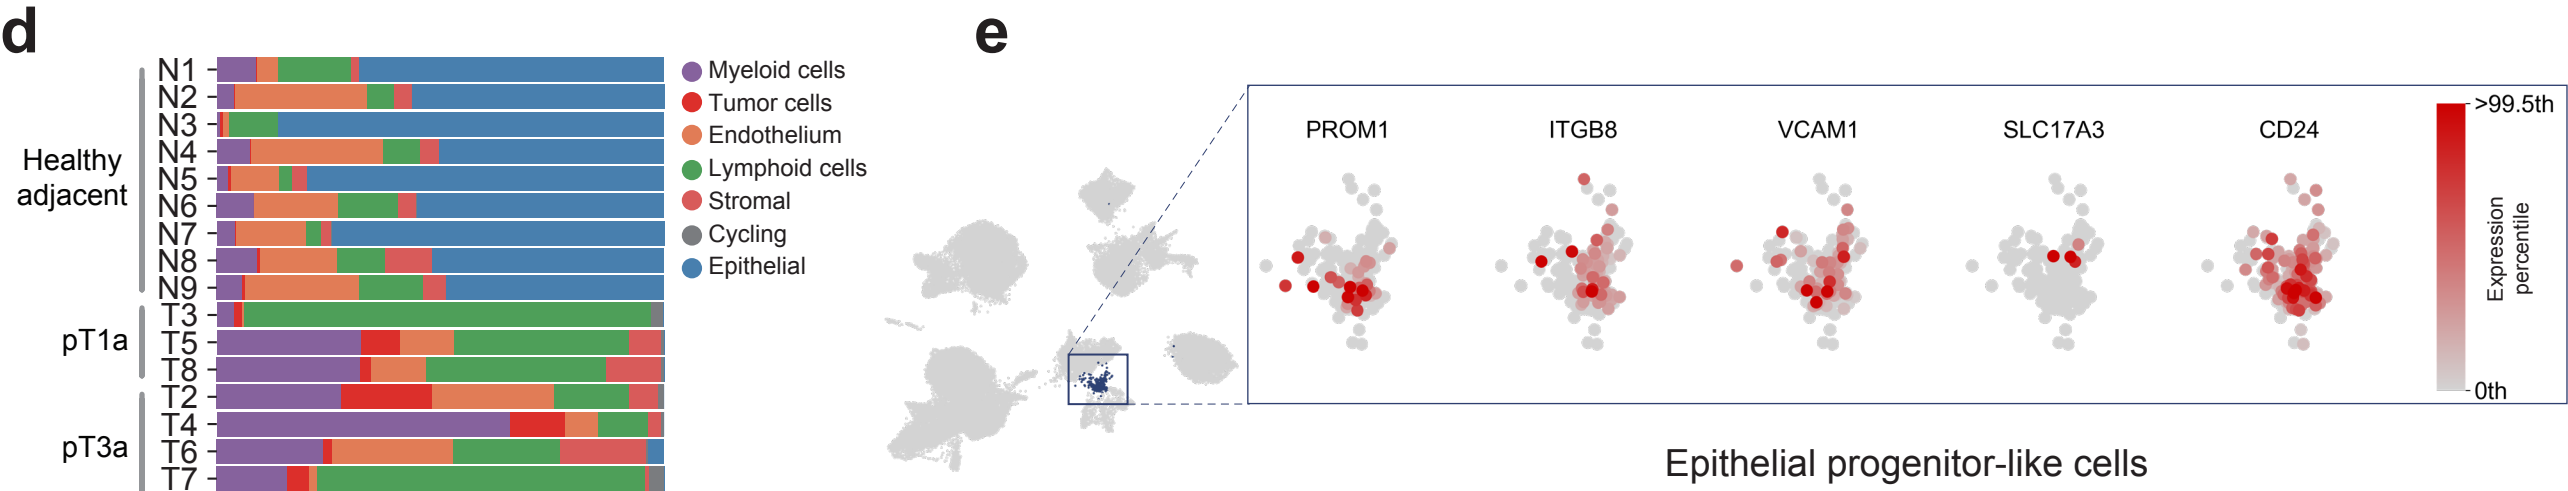 d
Healthy
adjacent
pT1a
pT3a
N1
N2
N3
N4
N5
N6
N7
N8
N9
T3
T5
T8
T2
T4
T6
T7
Myeloid cells
Tumor cells
Endothelium
Lymphoid cells
Stromal
Cycling
Epithelial
e
PROM1
ITGB8
VCAM1
SLC17A3
CD24
>99.5th
0th
Expression
percentile
Epithelial progenitor-like cells